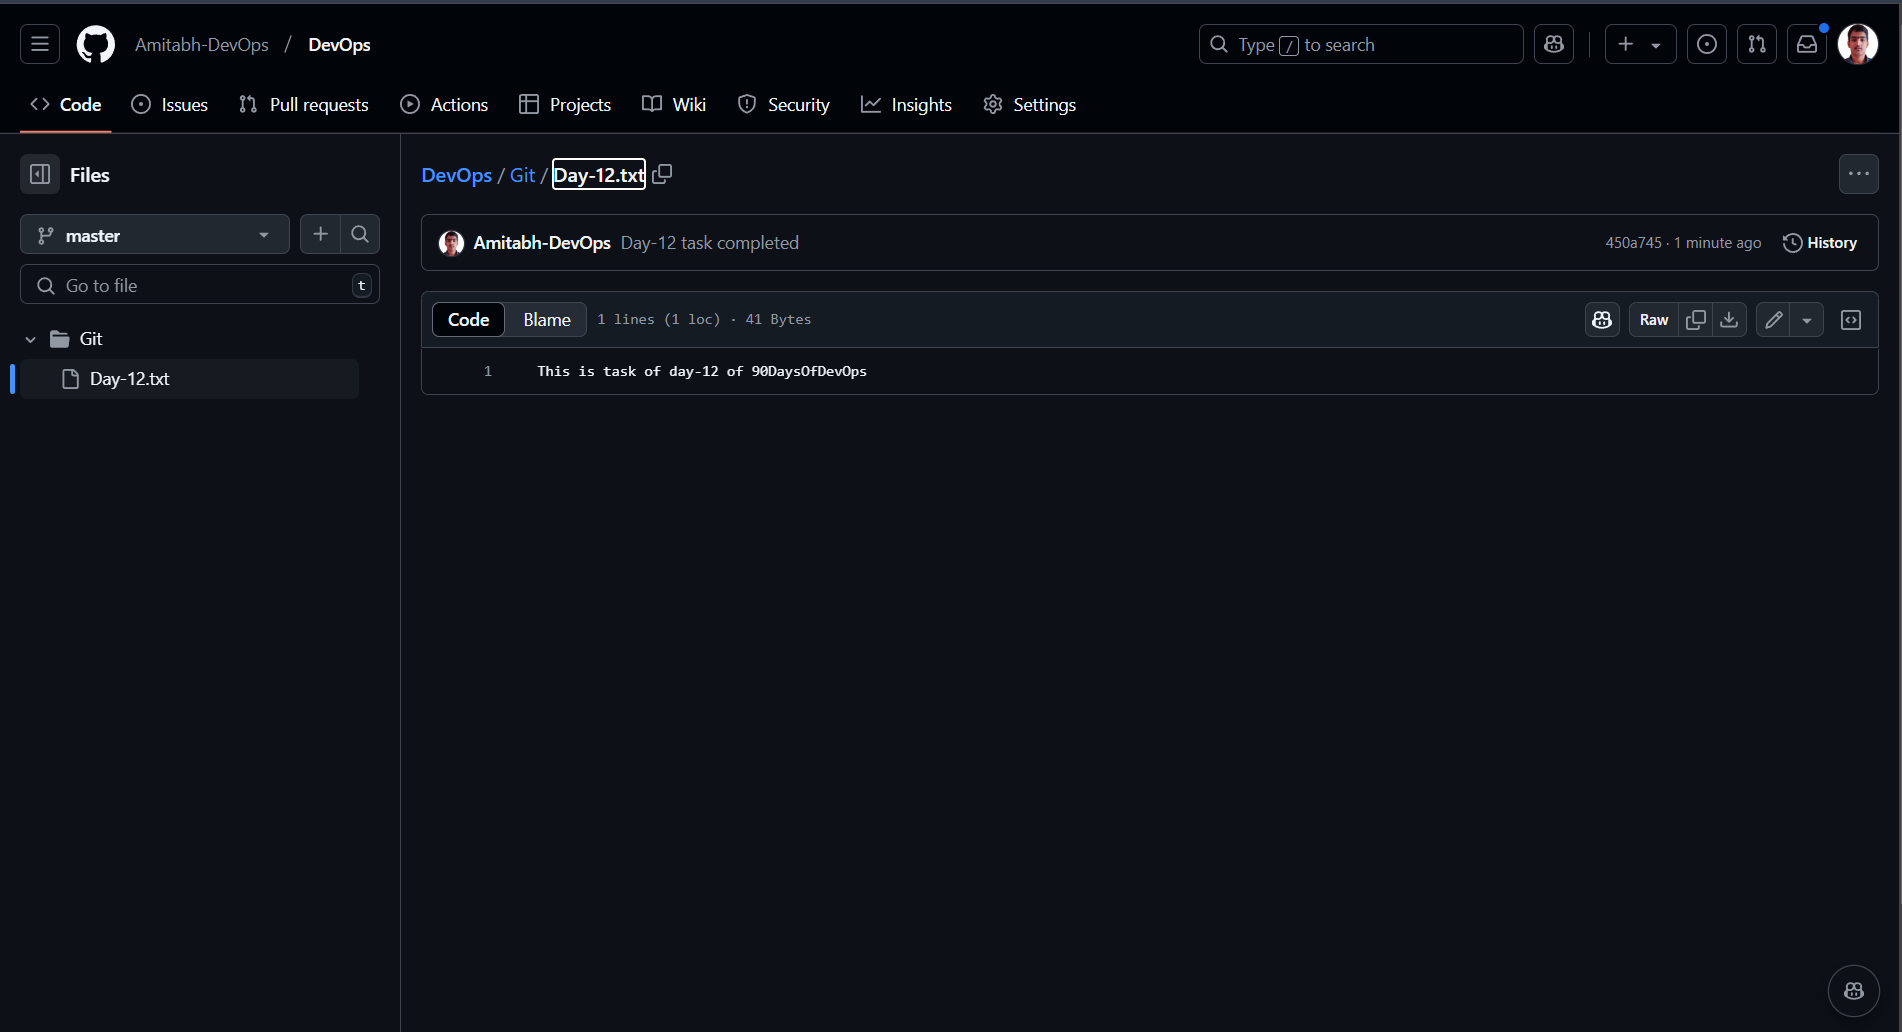 Amitabh-DevOps / DevOps
Type / to search
Code Issues Pull requests Actions Projects Wiki Security Insights Settings
Files
master
Go to file t
Git
Day-12.txt
DevOps / Git / Day-12.txt
Amitabh-DevOps Day-12 task completed 450a745 · 1 minute ago History
Code Blame 1 lines (1 loc) · 41 Bytes Raw
1 This is task of day-12 of 90DaysOfDevOps